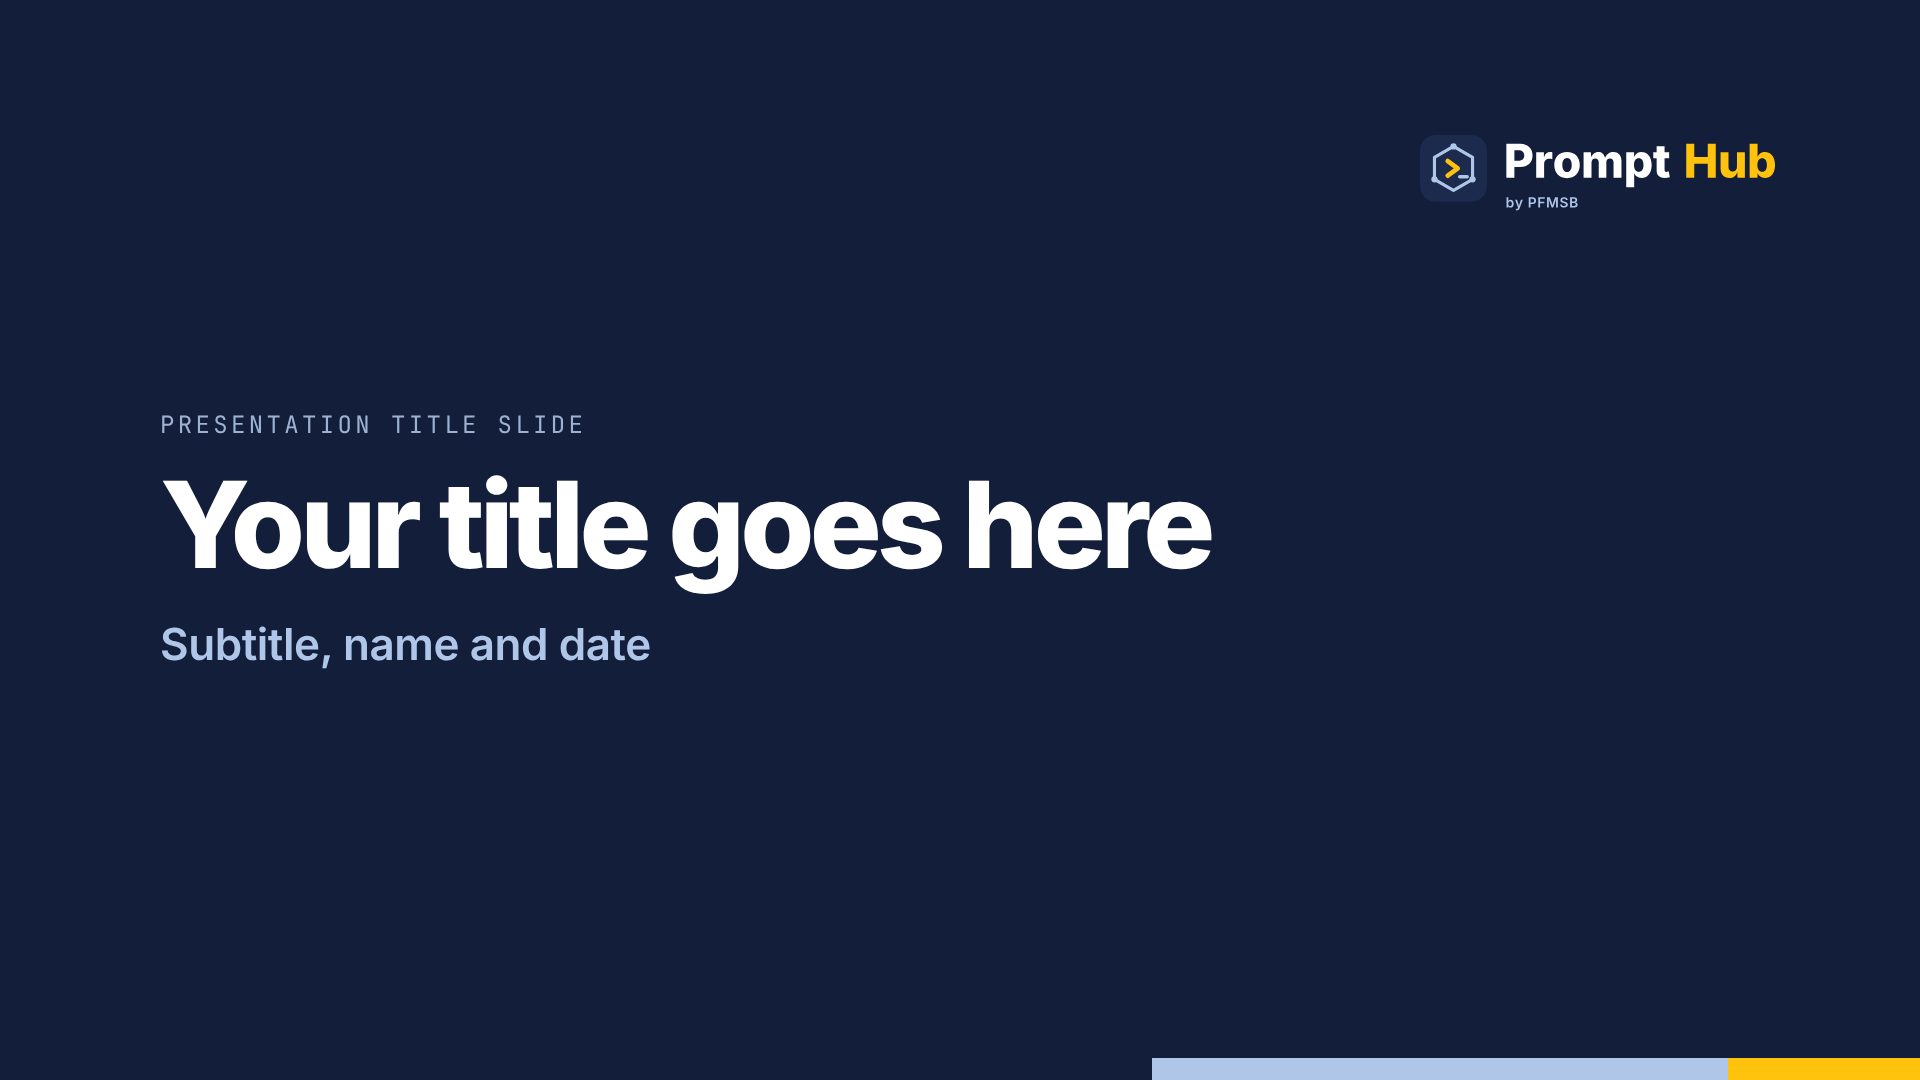 Prompt Hub
by PFMSB
PRESENTATION TITLE SLIDE
Your title goes here
Subtitle, name and date